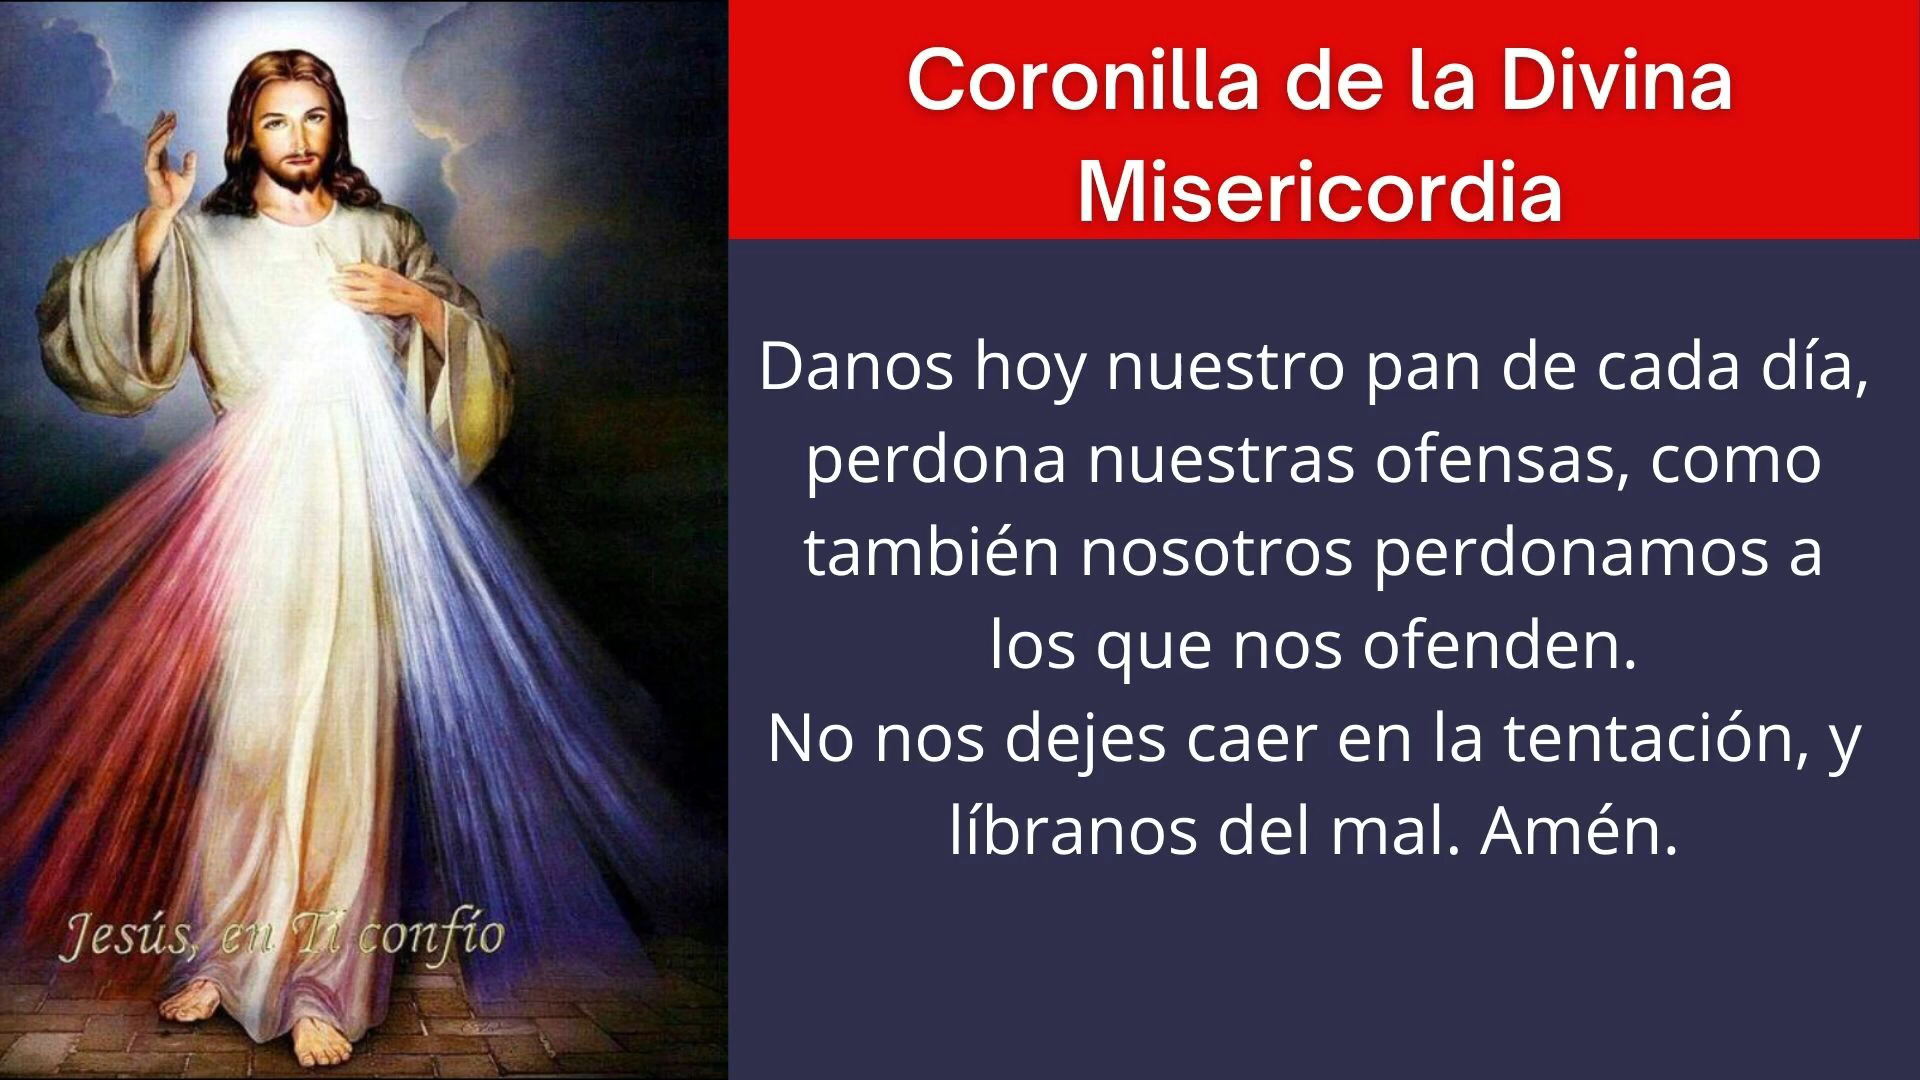 Coronilla de la Divina
Misericordia
Danos hoy nuestro pan de cada día,
perdona nuestras ofensas, como
también nosotros perdonamos a
los que nos ofenden.
No nos dejes caer en la tentación, y
líbranos del mal. Amén.
Jesús, en Ti confío